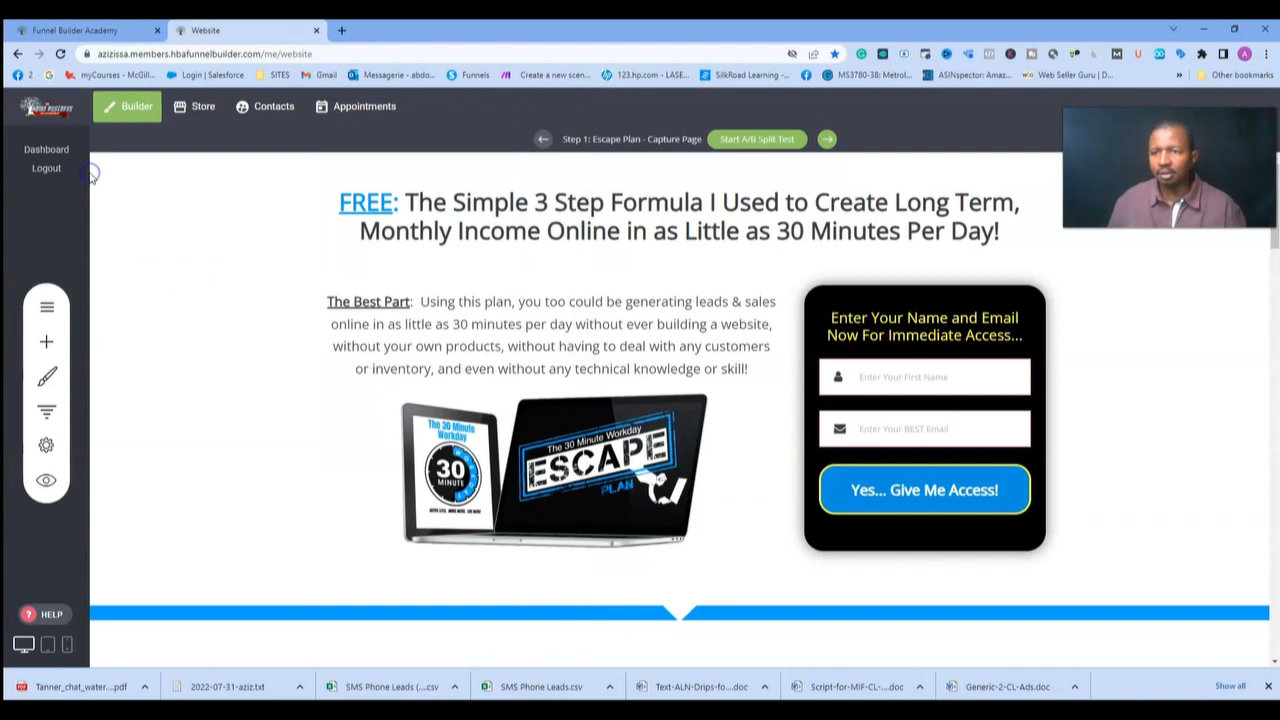 Funnel Builder Academy
Website
azizissa.members.hbafunnelbuilder.com/me/website
2
myCourses - McGill...
Login | Salesforce
SITES
Gmail
Messagerie - abdo...
Funnels
Create a new scen...
123.hp.com - LASE...
SilkRoad Learning -...
MS3780-38: Metrol...
ASINspector: Amaz...
Web Seller Guru | D...
Other bookmarks
Builder
Store
Contacts
Appointments
Dashboard
Logout
Step 1: Escape Plan - Capture Page
Start A/B Split Test
FREE: The Simple 3 Step Formula I Used to Create Long Term,
Monthly Income Online in as Little as 30 Minutes Per Day!
The Best Part: Using this plan, you too could be generating leads & sales
online in as little as 30 minutes per day without ever building a website,
without your own products, without having to deal with any customers
or inventory, and even without any technical knowledge or skill!
The 30 Minute
Workday
30
MINUTE
The 30 Minute Workday
ESCAPE
PLAN
Enter Your Name and Email
Now For Immediate Access...
Enter Your First Name
Enter Your BEST Email
Yes... Give Me Access!
HELP
Tanner_chat_water....pdf
2022-07-31-aziz.txt
SMS Phone Leads (....csv
SMS Phone Leads.csv
Text-ALN-Drips-fo....doc
Script-for-MIF-CL-....doc
Generic-2-CL-Ads.doc
Show all